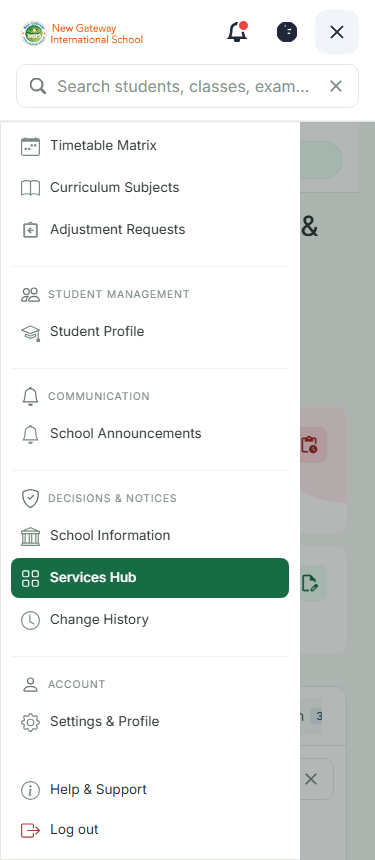 New Gateway
International School
Search students, classes, exam...
Timetable Matrix
Curriculum Subjects
Adjustment Requests
&
STUDENT MANAGEMENT
Student Profile
COMMUNICATION
School Announcements
DECISIONS & NOTICES
School Information
Services Hub
Change History
ACCOUNT
3
Settings & Profile
Help & Support
Log out